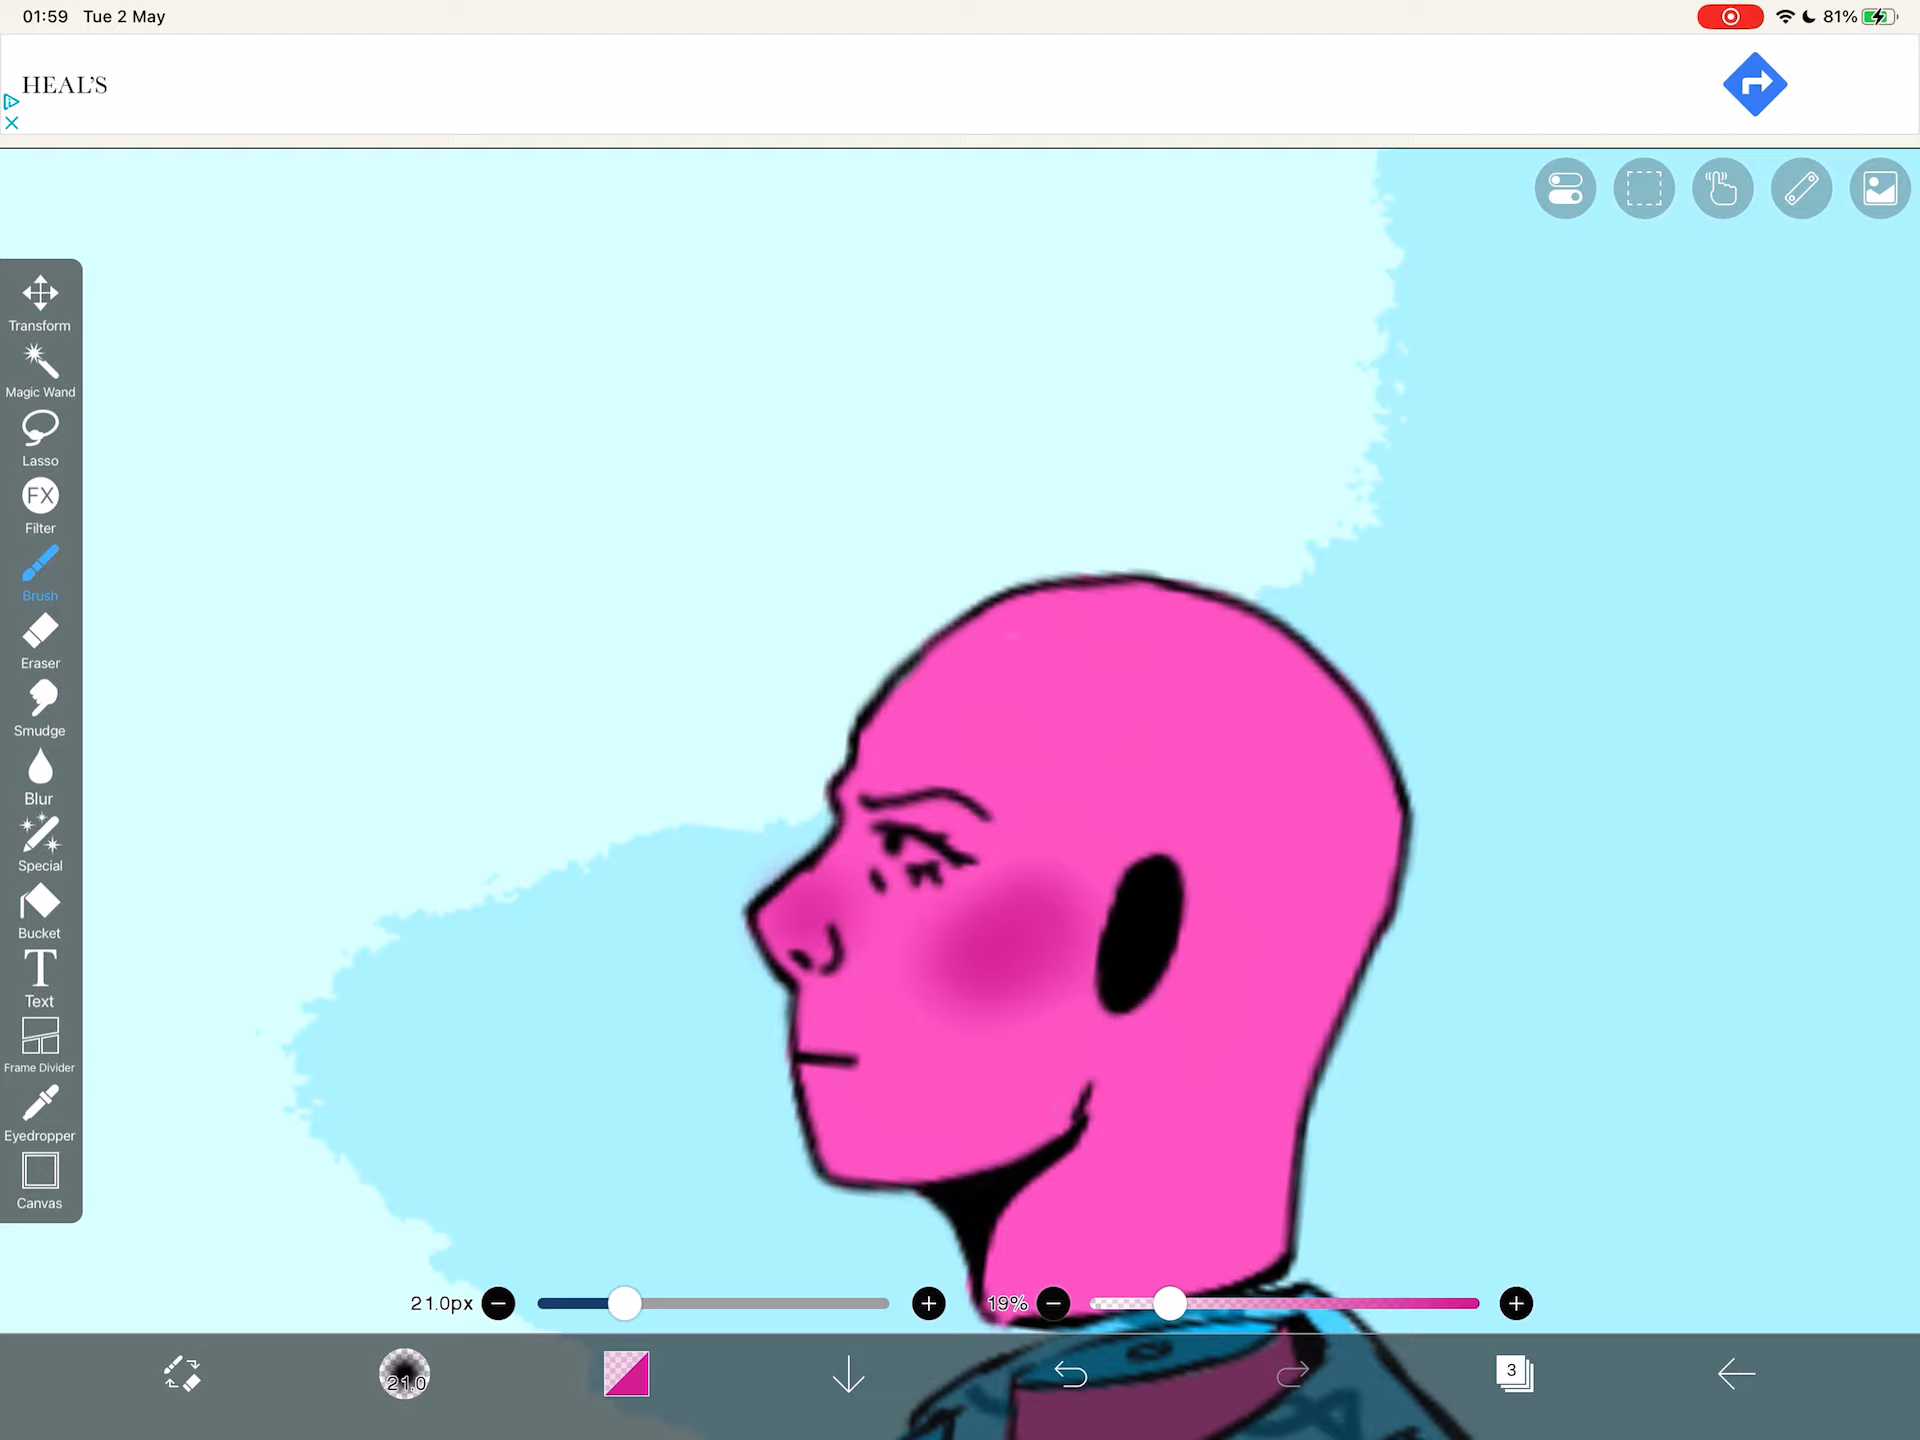 01:59 Tue 2 May
81%
HEAL'S
Transform
Magic Wand
Lasso
FX
Filter
Brush
Eraser
Smudge
Blur
Special
Bucket
T
Text
Frame Divider
Eyedropper
Canvas
21.0px
19%
21.0
3